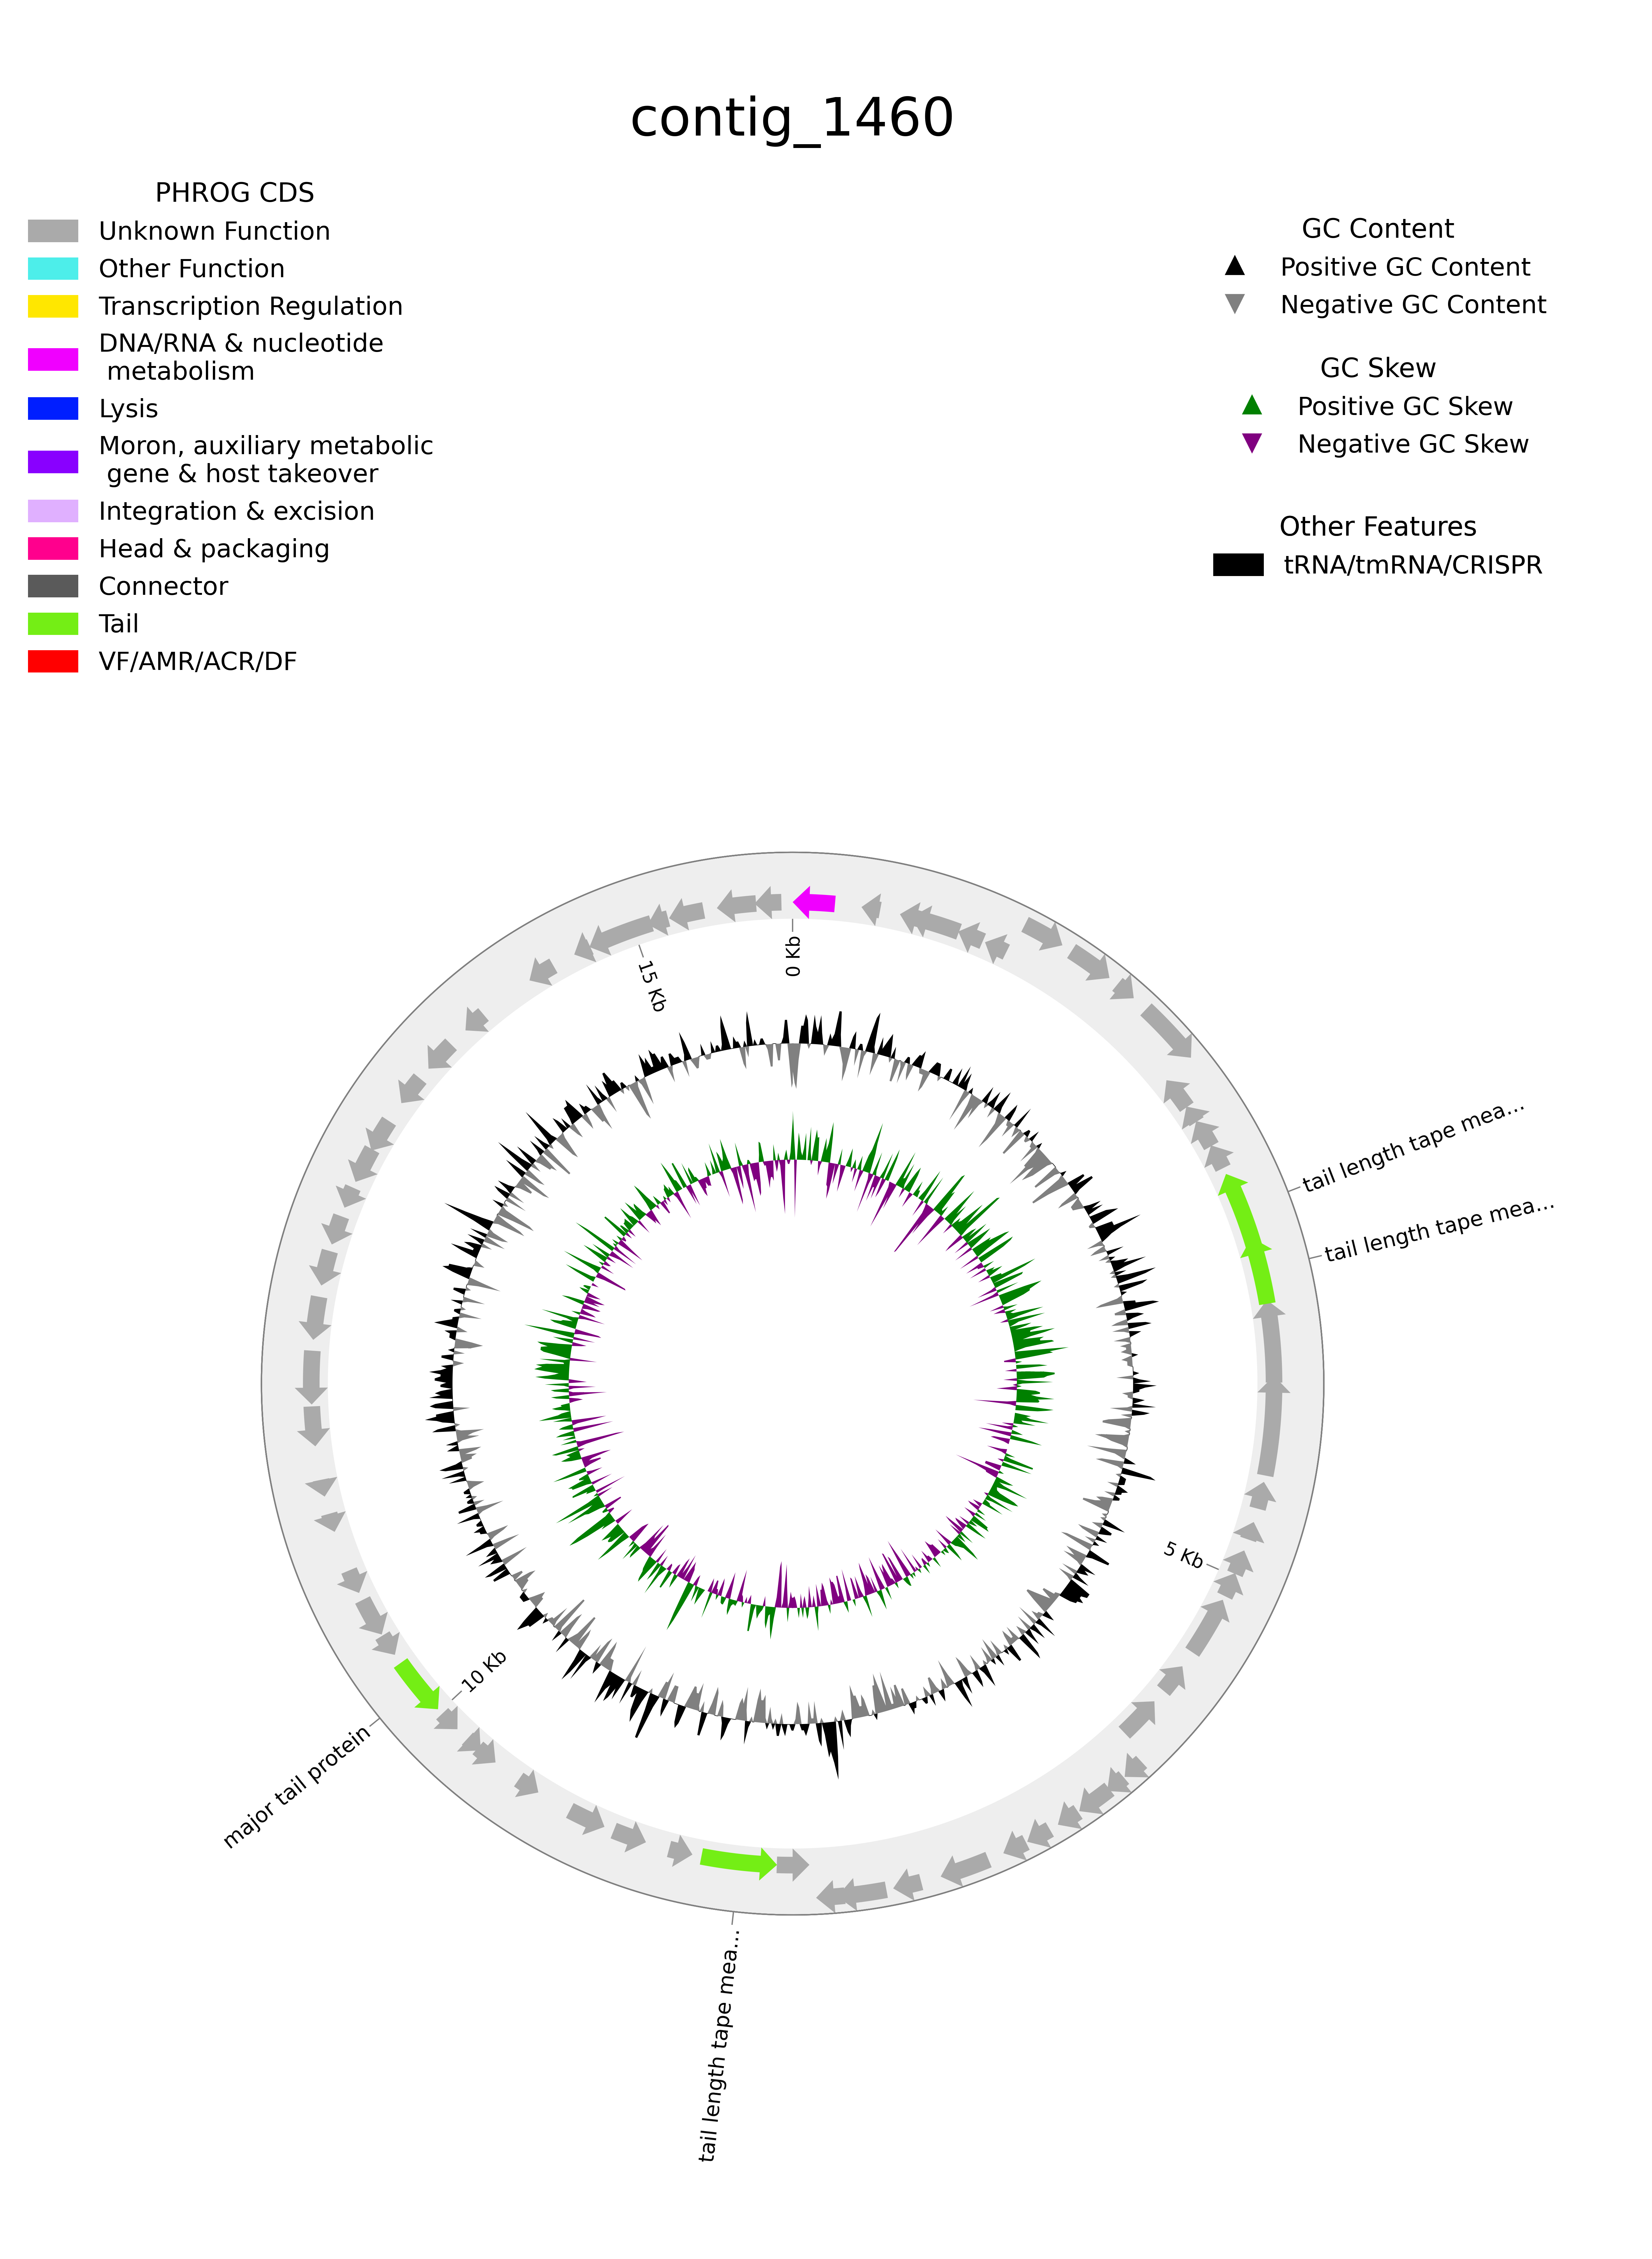 contig_1460
PHROG CDS
Unknown Function
Other Function
Transcription Regulation
DNA/RNA & nucleotide
metabolism
Lysis
Moron, auxiliary metabolic
gene & host takeover
Integration & excision
Head & packaging
Connector
Tail
VF/AMR/ACR/DF
GC Content
Positive GC Content
Negative GC Content
GC Skew
Positive GC Skew
Negative GC Skew
Other Features
tRNA/tmRNA/CRISPR
0 Kb
15 Kb
tail length tape mea...
tail length tape mea...
5 Kb
10 Kb
major tail protein
tail length tape mea...